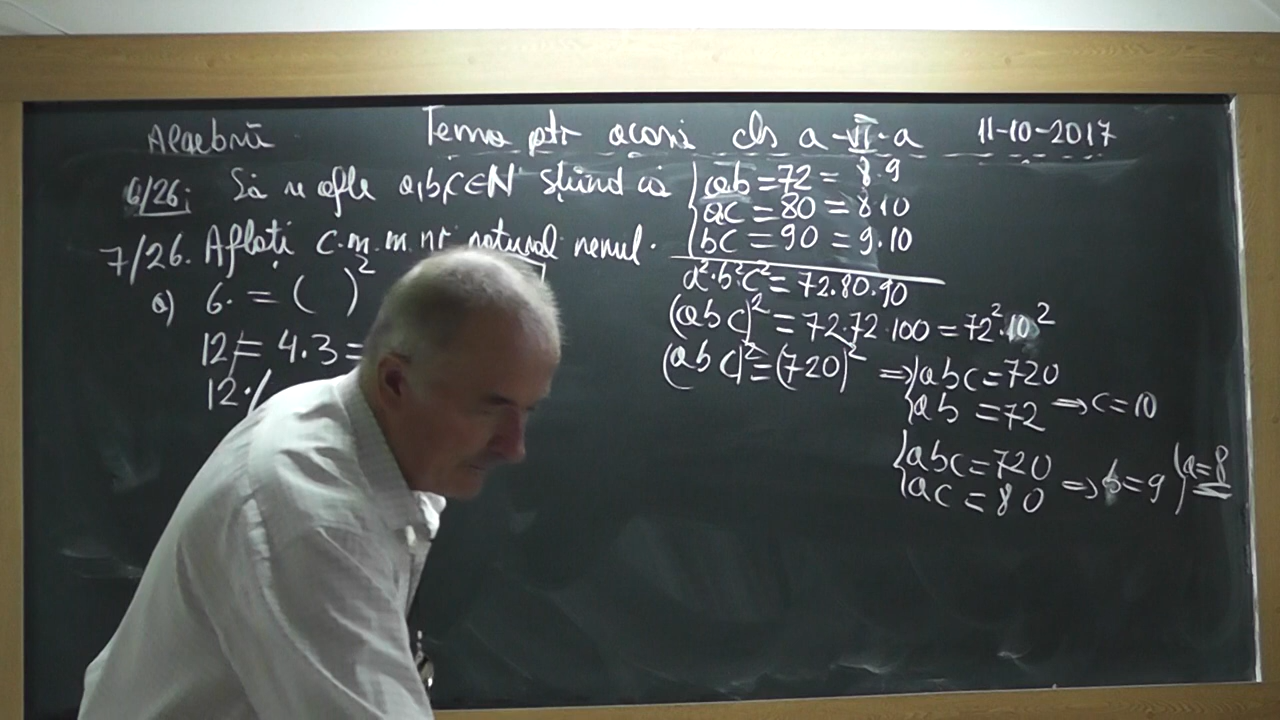 Algebră Tema ptr acasă cls a-VI-a 11-10-2017
6/26; Să se afle a,b,c∈N știind că
ab = 72 = 8·9
ac = 80 = 8·10
bc = 90 = 9·10
a²·b²·c² = 72·80·90
(abc)² = 72·72·100 = 72²·10²
(abc)² = (720)² ⇒ abc = 720
ab = 72 ⇒ c = 10
abc = 720
ac = 80 ⇒ b = 9 a = 8
7/26. Aflați c.m.m. nr natural nenul.
a) 6· = ( )²
12 = 4·3 =
12·